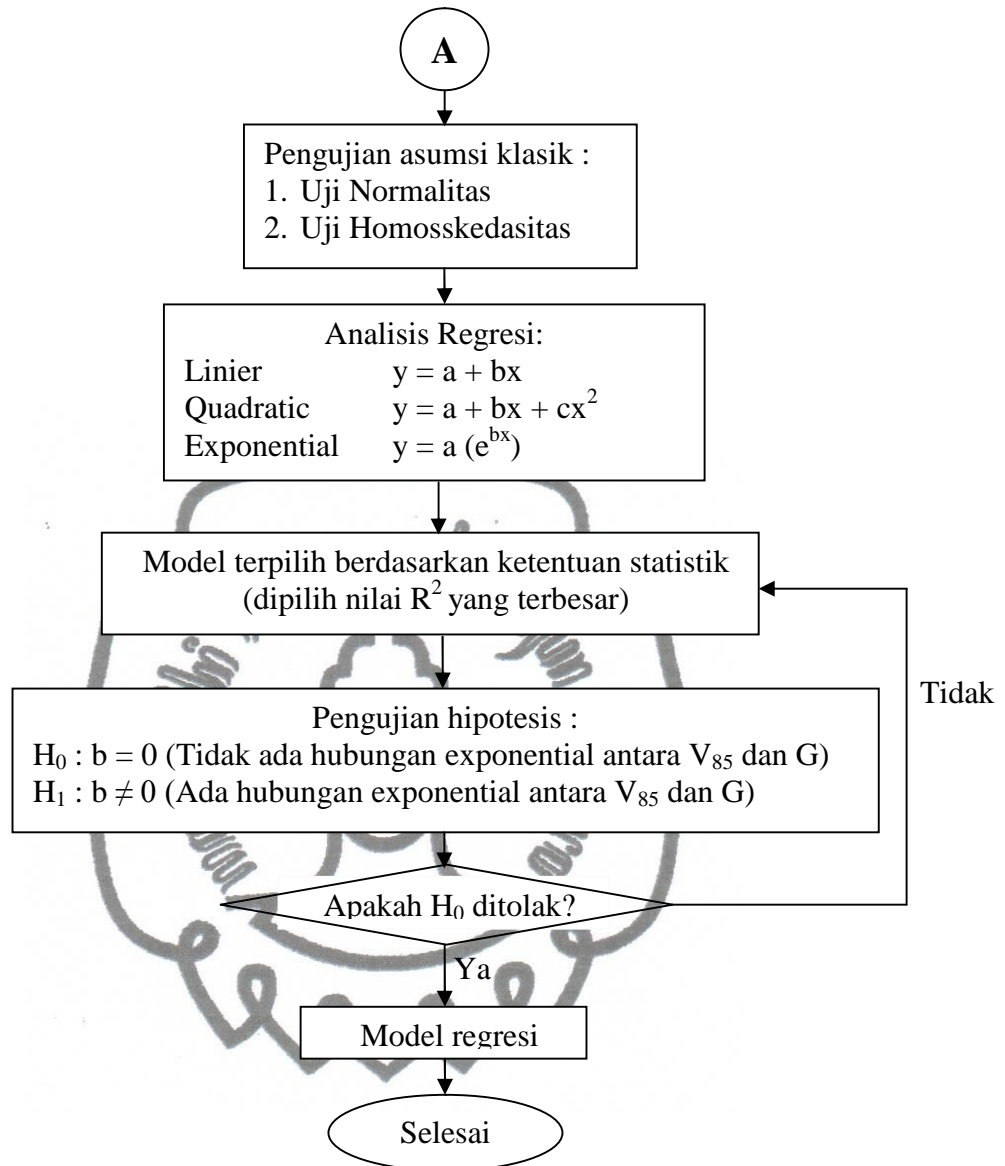 A
Pengujian asumsi klasik :
1. Uji Normalitas
2. Uji Homosskedasitas
Analisis Regresi:
Linier y = a + bx
Quadratic y = a + bx + cx²
Exponential y = a (e^bx)
Model terpilih berdasarkan ketentuan statistik
(dipilih nilai R² yang terbesar)
Tidak
Pengujian hipotesis :
H₀ : b = 0 (Tidak ada hubungan exponential antara V₈₅ dan G)
H₁ : b ≠ 0 (Ada hubungan exponential antara V₈₅ dan G)
Apakah H₀ ditolak?
Ya
Model regresi
Selesai